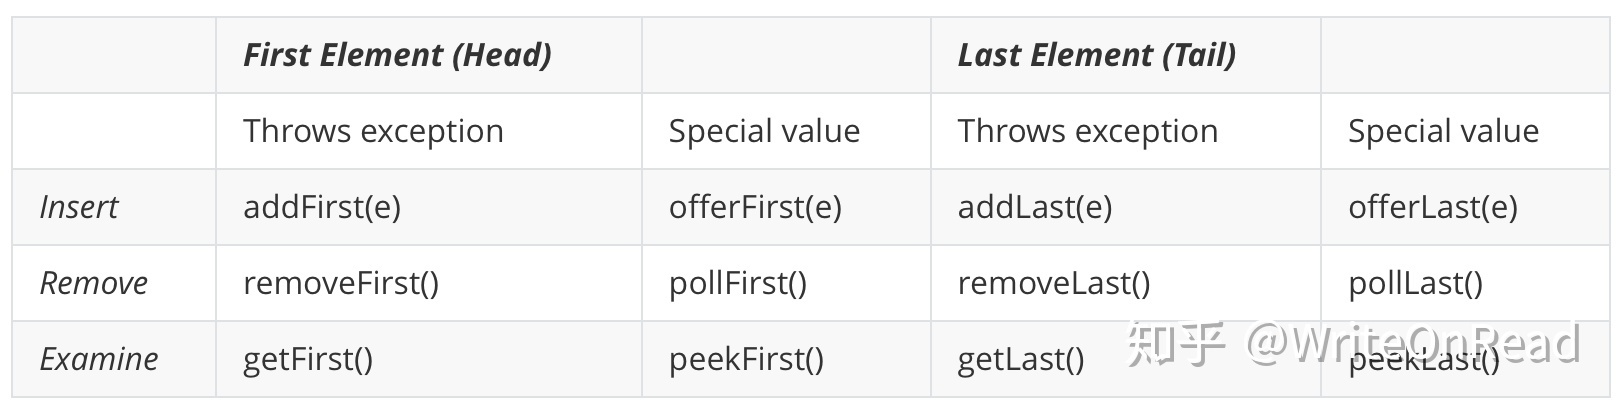 First Element (Head) Last Element (Tail)
Throws exception Special value Throws exception Special value
Insert addFirst(e) offerFirst(e) addLast(e) offerLast(e)
Remove removeFirst() pollFirst() removeLast() pollLast()
Examine getFirst() peekFirst() getLast() peekLast()
知乎 @WriteOnRead